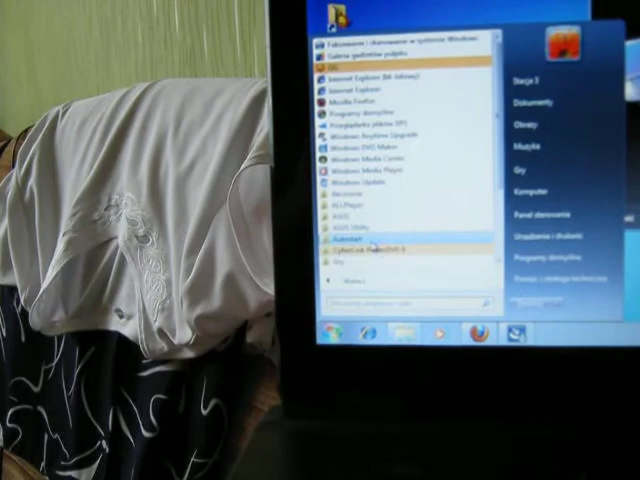 Faksowanie i skanowanie w systemie Windows
Galeria gadżetów pulpitu
Internet Explorer (64-bitowy)
Internet Explorer
Mozilla Firefox
Programy domyślne
Przeglądarka plików XPS
Windows Anytime Upgrade
Windows DVD Maker
Windows Media Center
Windows Media Player
Windows Update
Akcesoria
ALLPlayer
ASUS
ASUS Utility
Autostart
CyberLink PowerDVD 9
Gry
Wstecz
Stacja 3
Dokumenty
Obrazy
Muzyka
Gry
Komputer
Panel sterowania
Urządzenia i drukarki
Programy domyślne
Pomoc i obsługa techniczna